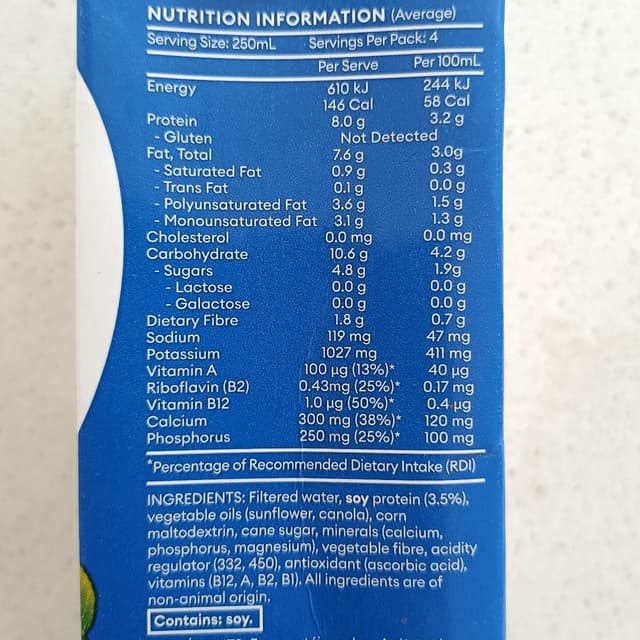 NUTRITION INFORMATION (Average)
Serving Size: 250mL Servings Per Pack: 4
Per Serve Per 100mL
Energy 610 kJ 244 kJ
146 Cal 58 Cal
Protein 8.0 g 3.2 g
- Gluten Not Detected
Fat, Total 7.6 g 3.0g
- Saturated Fat 0.9 g 0.3 g
- Trans Fat 0.1 g 0.0 g
- Polyunsaturated Fat 3.6 g 1.5 g
- Monounsaturated Fat 3.1 g 1.3 g
Cholesterol 0.0 mg 0.0 mg
Carbohydrate 10.6 g 4.2 g
- Sugars 4.8 g 1.9g
- Lactose 0.0 g 0.0 g
- Galactose 0.0 g 0.0 g
Dietary Fibre 1.8 g 0.7 g
Sodium 119 mg 47 mg
Potassium 1027 mg 411 mg
Vitamin A 100 µg (13%)* 40 µg
Riboflavin (B2) 0.43mg (25%)* 0.17 mg
Vitamin B12 1.0 µg (50%)* 0.4 µg
Calcium 300 mg (38%)* 120 mg
Phosphorus 250 mg (25%)* 100 mg
*Percentage of Recommended Dietary Intake (RDI)
INGREDIENTS: Filtered water, soy protein (3.5%),
vegetable oils (sunflower, canola), corn
maltodextrin, cane sugar, minerals (calcium,
phosphorus, magnesium), vegetable fibre, acidity
regulator (332, 450), antioxidant (ascorbic acid),
vitamins (B12, A, B2, B1). All ingredients are of
non-animal origin.
Contains: soy.